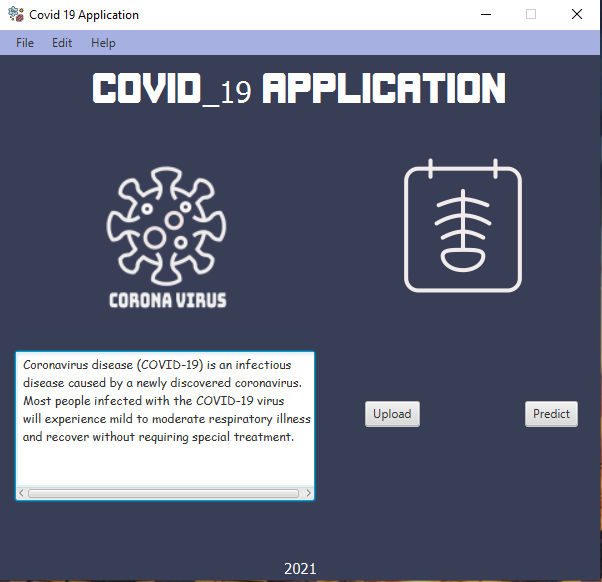 Covid 19 Application
File Edit Help
COVID_19 APPLICATION
CORONA VIRUS
Coronavirus disease (COVID-19) is an infectious
disease caused by a newly discovered coronavirus.
Most people infected with the COVID-19 virus
will experience mild to moderate respiratory illness
and recover without requiring special treatment.
Upload Predict
2021